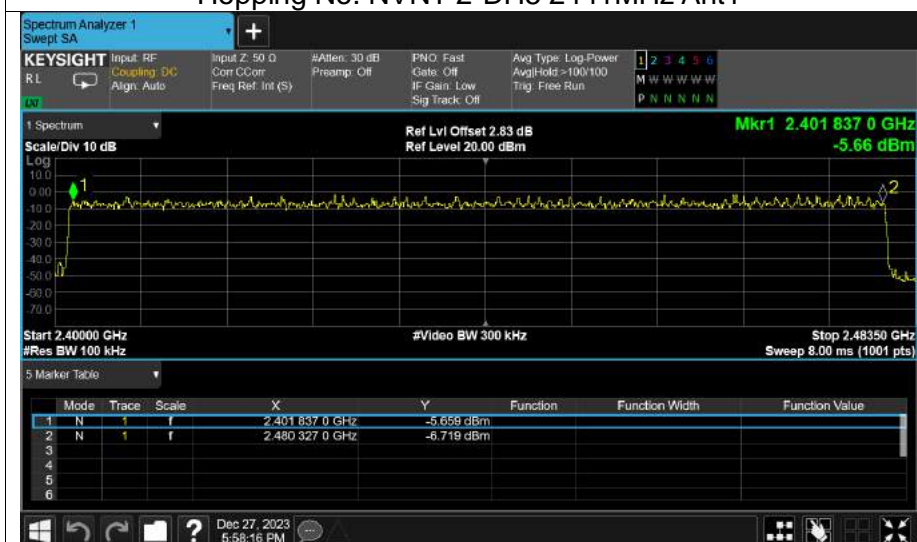 Hopping No. NVNT 2-DH5 2441MHz Ant1
Spectrum Analyzer 1
Swept SA
+
KEYSIGHT
RL
Input: RF
Coupling: DC
Align: Auto
Input Z: 50 Ω
Corr CCorr
Freq Ref: Int (S)
#Atten: 30 dB
Preamp: Off
PNO: Fast
Gate: Off
IF Gain: Low
Sig Track: Off
Avg Type: Log-Power
Avg|Hold:>100/100
Trig: Free Run
1 2 3 4 5 6
M W W W W W
P N N N N N
1 Spectrum
Scale/Div 10 dB
Ref Lvl Offset 2.83 dB
Ref Level 20.00 dBm
Mkr1 2.401 837 0 GHz
-5.66 dBm
Log
10.0
0.00
-10.0
-20.0
-30.0
-40.0
-50.0
-60.0
-70.0
1
2
Start 2.40000 GHz
#Res BW 100 kHz
#Video BW 300 kHz
Stop 2.48350 GHz
Sweep 8.00 ms (1001 pts)
5 Marker Table
Mode Trace Scale X Y Function Function Width Function Value
1 N 1 f 2.401 837 0 GHz -5.659 dBm
2 N 1 f 2.480 327 0 GHz -6.719 dBm
3
4
5
6
?
Dec 27, 2023
5:58:16 PM